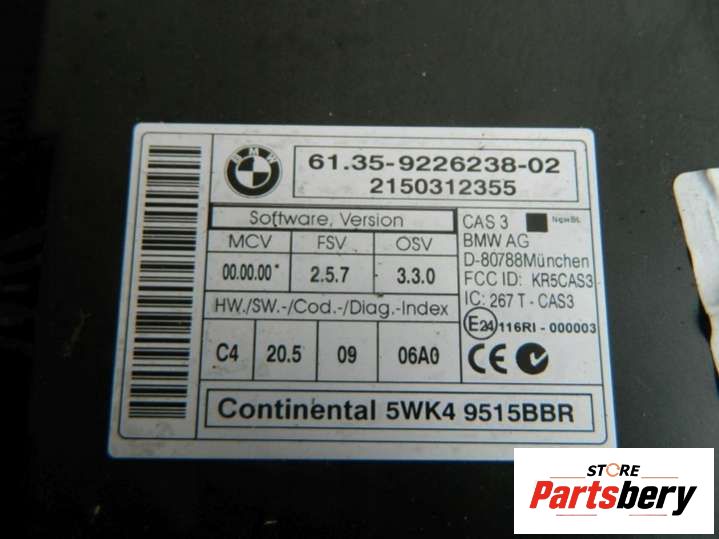 BMW
61.35-9226238-02
2150312355
Software, Version
MCV FSV OSV
00.00.00* 2.5.7 3.3.0
HW./SW.-/Cod.-/Diag.-Index
C4 20.5 09 06A0
CAS 3
BMW AG
D-80788München
FCC ID: KR5CAS3
IC: 267 T - CAS3
E24 116RI - 000003
CE
Continental 5WK4 9515BBR
STORE
Partsbery